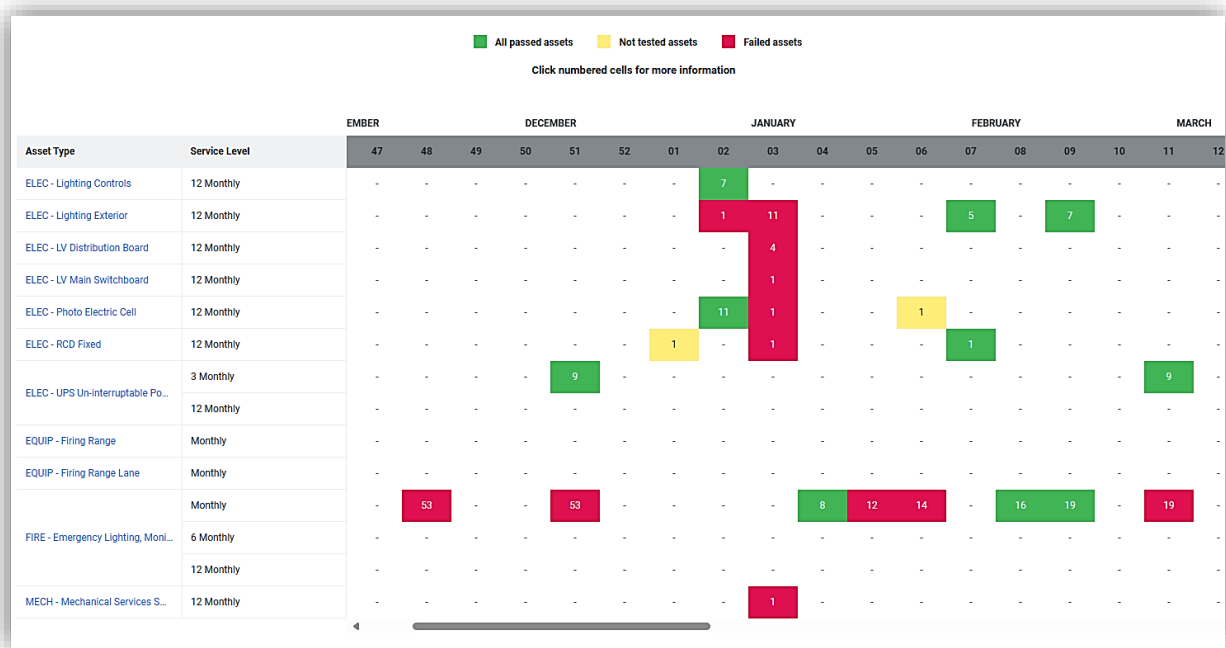 All passed assets Not tested assets Failed assets
Click numbered cells for more information
EMBER DECEMBER JANUARY FEBRUARY MARCH
Asset Type Service Level 47 48 49 50 51 52 01 02 03 04 05 06 07 08 09 10 11 12
ELEC - Lighting Controls 12 Monthly - - - - - - - 7 - - - - - - - - - -
ELEC - Lighting Exterior 12 Monthly - - - - - - - 1 11 - - - 5 - 7 - - -
ELEC - LV Distribution Board 12 Monthly - - - - - - - - 4 - - - - - - - - -
ELEC - LV Main Switchboard 12 Monthly - - - - - - - - 1 - - - - - - - - -
ELEC - Photo Electric Cell 12 Monthly - - - - - - - 11 1 - - 1 - - - - - -
ELEC - RCD Fixed 12 Monthly - - - - - - 1 - 1 - - - 1 - - - - -
3 Monthly - - - - 9 - - - - - - - - - - - 9 -
ELEC - UPS Un-interruptable Po...
12 Monthly - - - - - - - - - - - - - - - - - -
EQUIP - Firing Range Monthly - - - - - - - - - - - - - - - - - -
EQUIP - Firing Range Lane Monthly - - - - - - - - - - - - - - - - - -
Monthly - 53 - - 53 - - - - 8 12 14 - 16 19 - 19 -
FIRE - Emergency Lighting, Moni... 6 Monthly - - - - - - - - - - - - - - - - - -
12 Monthly - - - - - - - - - - - - - - - - - -
MECH - Mechanical Services S... 12 Monthly - - - - - - - - 1 - - - - - - - - -